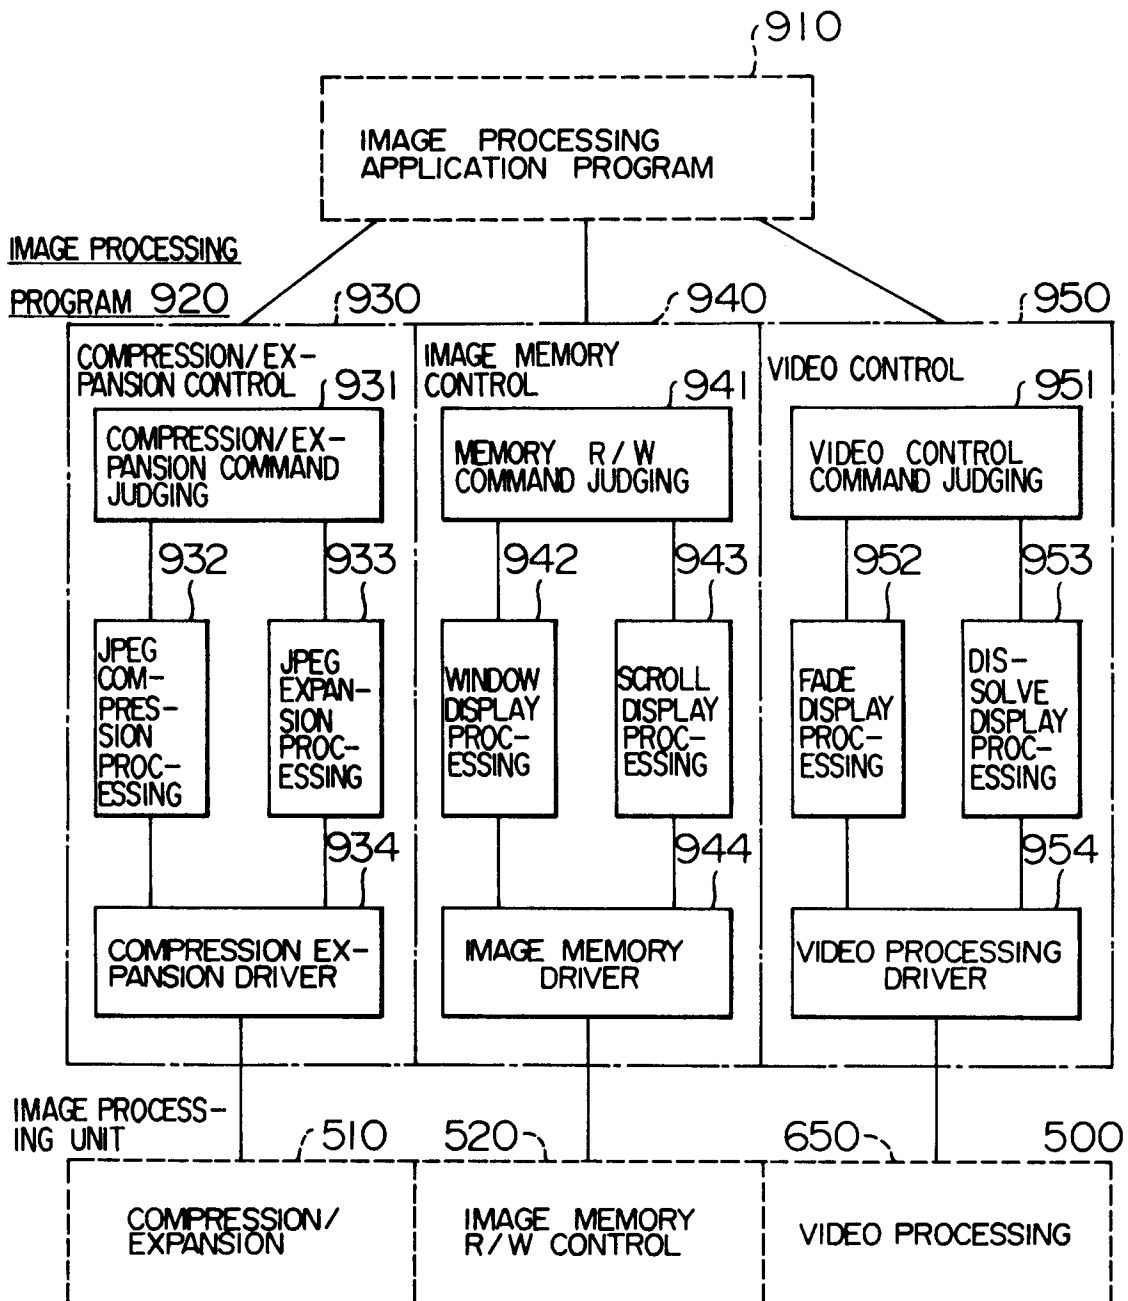 910
IMAGE PROCESSING
APPLICATION PROGRAM
IMAGE PROCESSING
PROGRAM 920
930
940
950
COMPRESSION/EX-
PANSION CONTROL
931
COMPRESSION/EX-
PANSION COMMAND
JUDGING
932
933
JPEG
COM-
PRES-
SION
PROC-
ESSING
JPEG
EXPAN-
SION
PROC-
ESSING
934
COMPRESSION EX-
PANSION DRIVER
IMAGE MEMORY
CONTROL
941
MEMORY R/W
COMMAND JUDGING
942
943
WINDOW
DISPLAY
PROC-
ESSING
SCROLL
DISPLAY
PROC-
ESSING
944
IMAGE MEMORY
DRIVER
VIDEO CONTROL
951
VIDEO CONTROL
COMMAND JUDGING
952
953
FADE
DISPLAY
PROC-
ESSING
DIS-
SOLVE
DISPLAY
PROC-
ESSING
954
VIDEO PROCESSING
DRIVER
IMAGE PROCESS-
ING UNIT
510
520
650
500
COMPRESSION/
EXPANSION
IMAGE MEMORY
R/W CONTROL
VIDEO PROCESSING